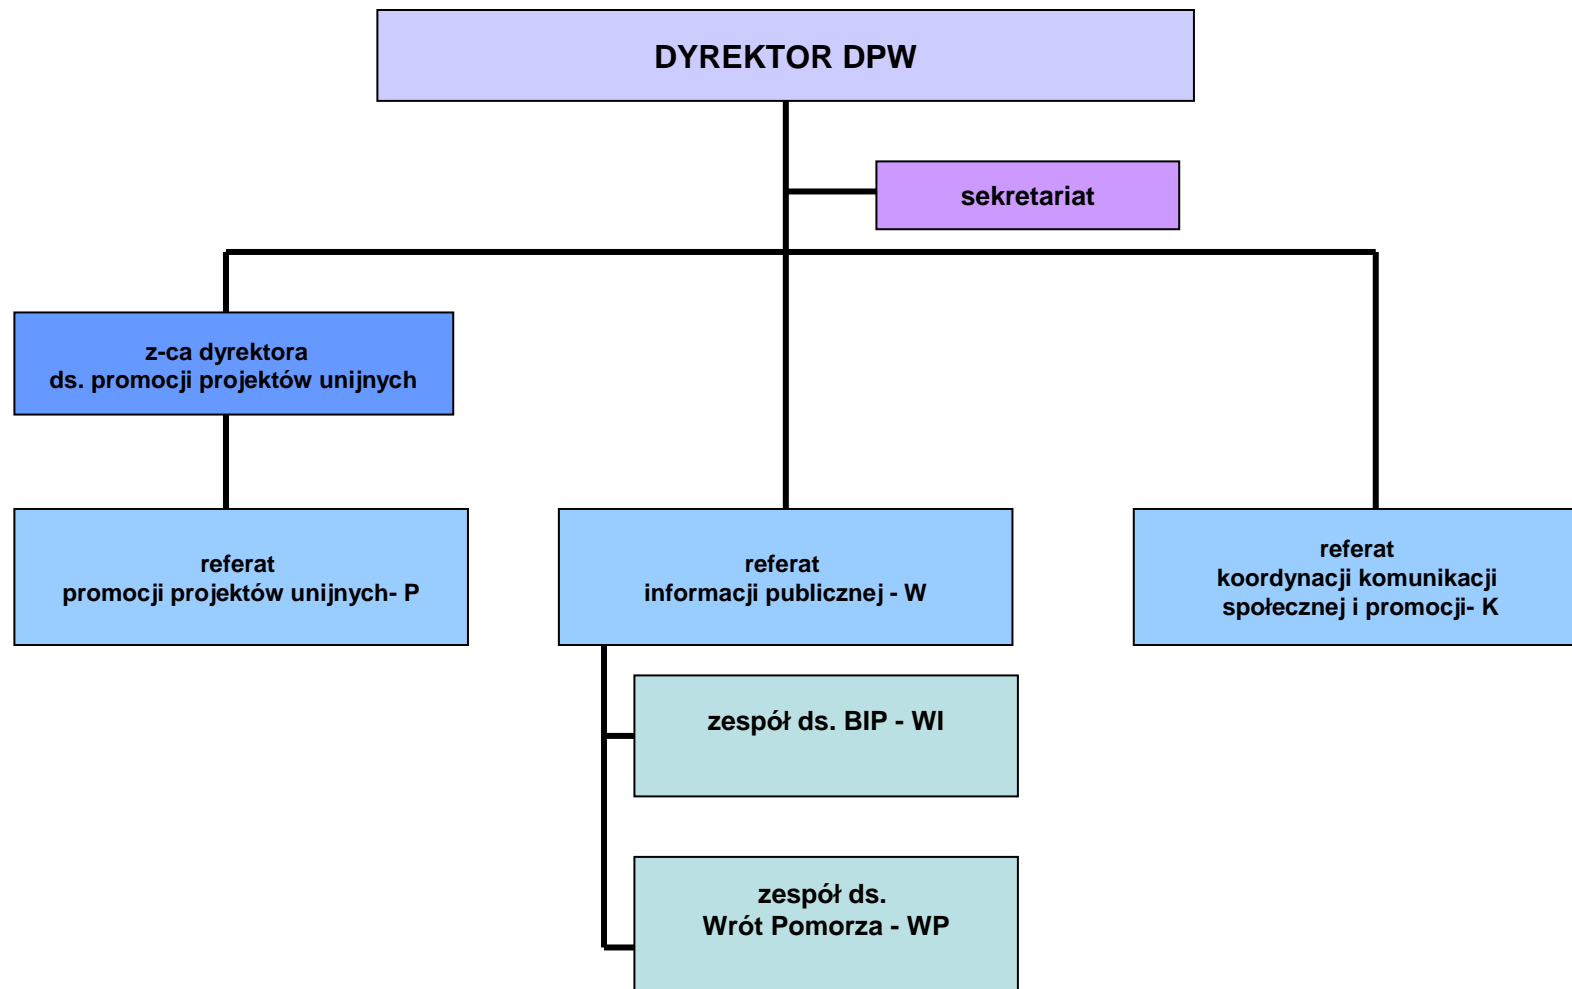 DYREKTOR DPW
sekretariat
z-ca dyrektora
ds. promocji projektów unijnych
referat
promocji projektów unijnych- P
referat
informacji publicznej - W
referat
koordynacji komunikacji
społecznej i promocji- K
zespół ds. BIP - WI
zespół ds.
Wrót Pomorza - WP